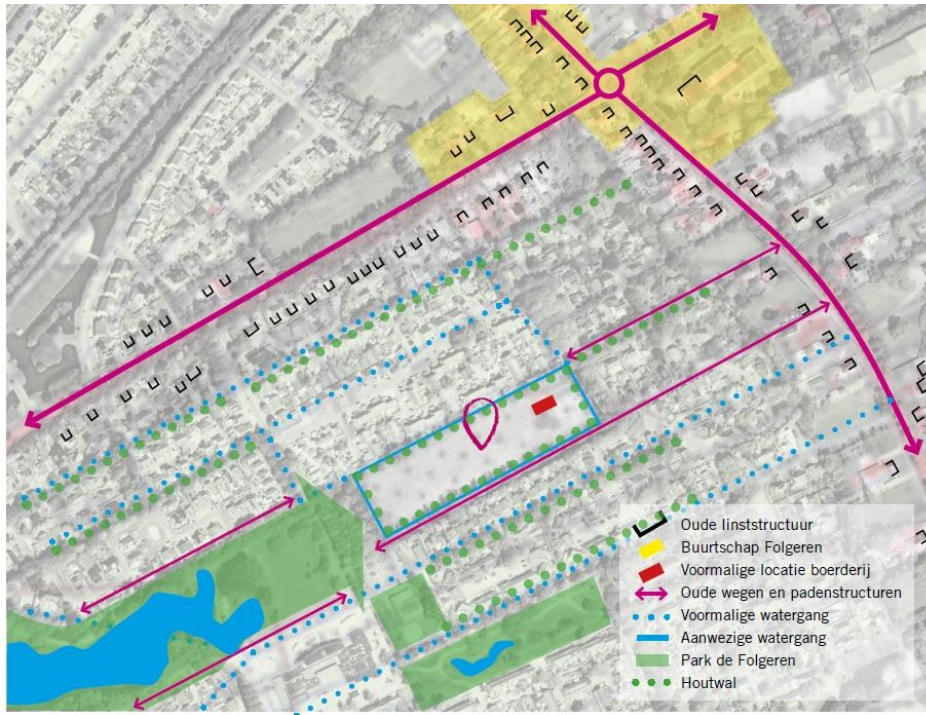 Oude linststructuur
Buurtschap Folgeren
Voormalige locatie boerderij
Oude wegen en padenstructuren
Voormalige watergang
Aanwezige watergang
Park de Folgeren
Houtwal